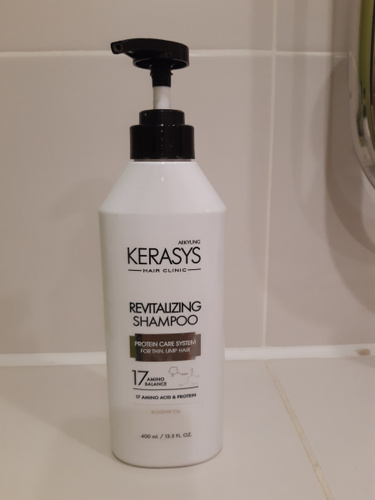 AEKYUNG
KERASYS
HAIR CLINIC
REVITALIZING
SHAMPOO
PROTEIN CARE SYSTEM
FOR THIN, LIMP HAIR
17 AMINO
BALANCE
17 AMINO ACID & PROTEIN
400 ml / 13.5 FL. OZ.